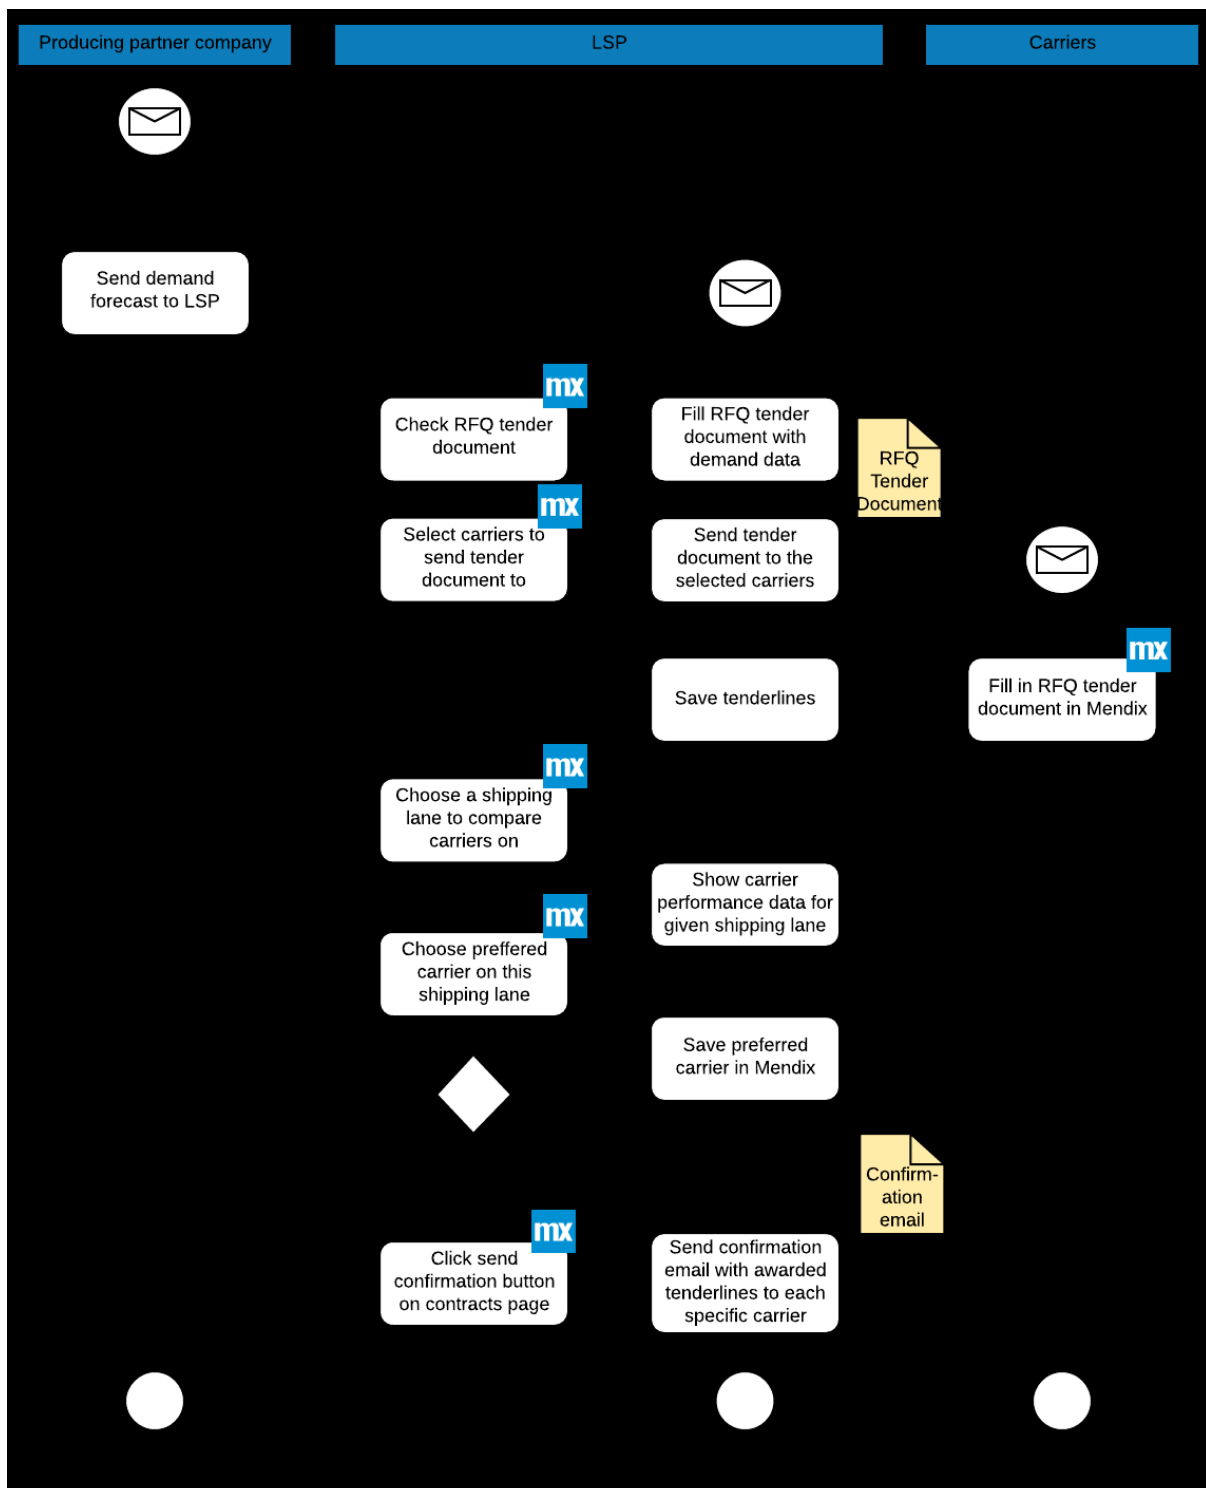 Producing partner company
LSP
Carriers
Send demand
forecast to LSP
mx
Check RFQ tender
document
Fill RFQ tender
document with
demand data
RFQ
Tender
Document
mx
Select carriers to
send tender
document to
Send tender
document to the
selected carriers
mx
Save tenderlines
Fill in RFQ tender
document in Mendix
mx
Choose a shipping
lane to compare
carriers on
Show carrier
performance data for
given shipping lane
mx
Choose preffered
carrier on this
shipping lane
Save preferred
carrier in Mendix
Confirm-
ation
email
mx
Click send
confirmation button
on contracts page
Send confirmation
email with awarded
tenderlines to each
specific carrier